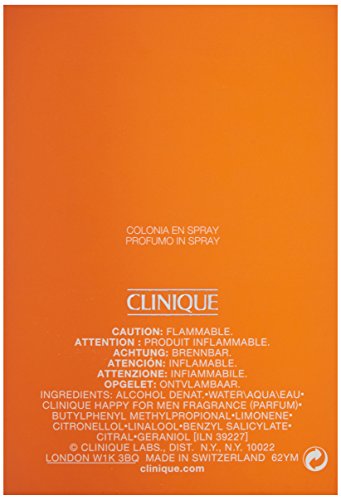 COLONIA EN SPRAY
PROFUMO IN SPRAY
CLINIQUE
CAUTION: FLAMMABLE.
ATTENTION : PRODUIT INFLAMMABLE.
ACHTUNG: BRENNBAR.
ATENCIÓN: INFLAMABLE.
ATTENZIONE: INFIAMMABILE.
OPGELET: ONTVLAMBAAR.
INGREDIENTS: ALCOHOL DENAT.•WATER\AQUA\EAU•
CLINIQUE HAPPY FOR MEN FRAGRANCE (PARFUM)•
BUTYLPHENYL METHYLPROPIONAL•LIMONENE•
CITRONELLOL•LINALOOL•BENZYL SALICYLATE•
CITRAL•GERANIOL [ILN 39227]
© CLINIQUE LABS., DIST. N.Y., N.Y. 10022
LONDON W1K 3BQ MADE IN SWITZERLAND 62YM
clinique.com